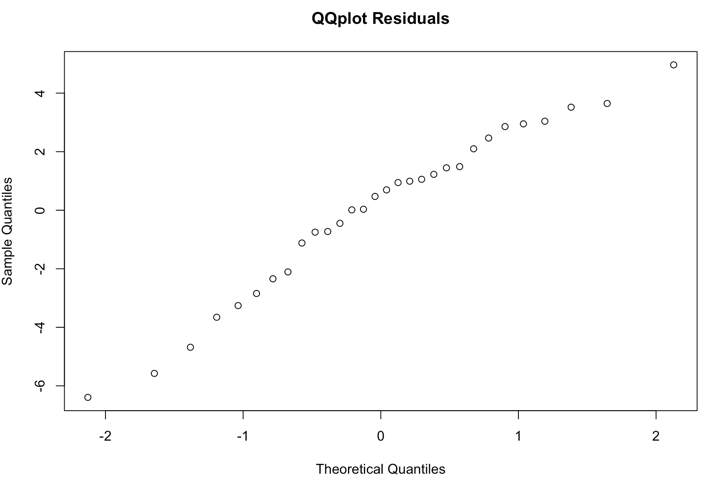 QQplot Residuals
4
2
0
-2
-4
-6
Sample Quantiles
-2 -1 0 1 2
Theoretical Quantiles